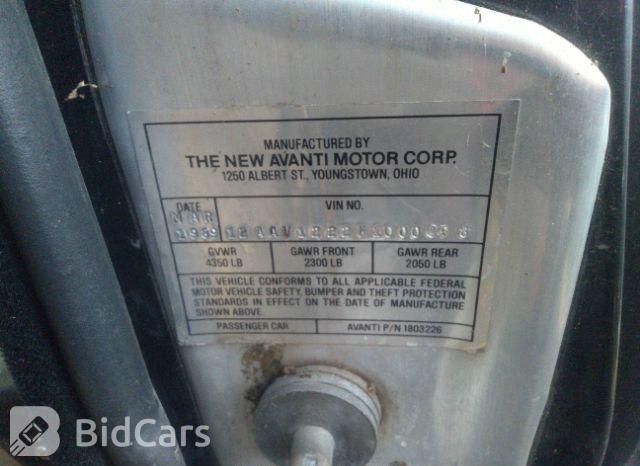 MANUFACTURED BY
THE NEW AVANTI MOTOR CORP.
1250 ALBERT ST., YOUNGSTOWN, OHIO
DATE VIN NO.
MAR
1989
GVWR GAWR FRONT GAWR REAR
4350 LB 2300 LB 2050 LB
THIS VEHICLE CONFORMS TO ALL APPLICABLE FEDERAL
MOTOR VEHICLE SAFETY, BUMPER AND THEFT PROTECTION
STANDARDS IN EFFECT ON THE DATE OF MANUFACTURE
SHOWN ABOVE.
PASSENGER CAR AVANTI P/N 1803226
BidCars